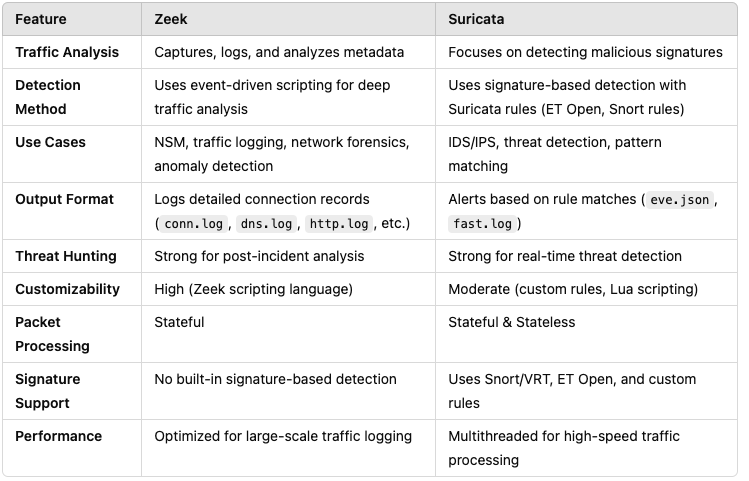 Feature Zeek Suricata
Traffic Analysis Captures, logs, and analyzes metadata Focuses on detecting malicious signatures
Detection Uses event-driven scripting for deep Uses signature-based detection with
Method traffic analysis Suricata rules (ET Open, Snort rules)
Use Cases NSM, traffic logging, network forensics, IDS/IPS, threat detection, pattern
anomaly detection matching
Output Format Logs detailed connection records Alerts based on rule matches ( eve.json ,
( conn.log , dns.log , http.log , etc.) fast.log )
Threat Hunting Strong for post-incident analysis Strong for real-time threat detection
Customizability High (Zeek scripting language) Moderate (custom rules, Lua scripting)
Packet Stateful Stateful & Stateless
Processing
Signature No built-in signature-based detection Uses Snort/VRT, ET Open, and custom
Support rules
Performance Optimized for large-scale traffic logging Multithreaded for high-speed traffic
processing